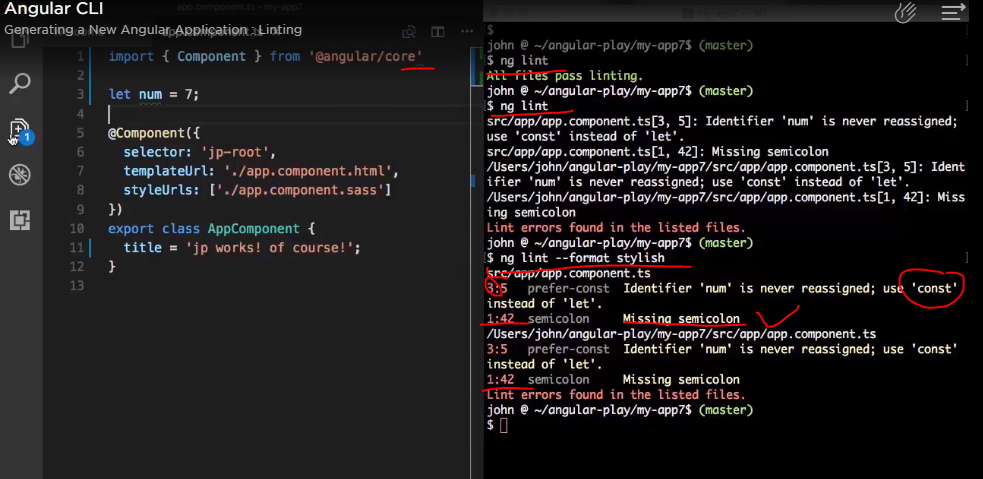 Angular CLI
Generating a New Angular Application : Linting
app.component.ts - my-app7
app.component.ts
1 import { Component } from '@angular/core'
2
3 let num = 7;
4
5 @Component({
6 selector: 'jp-root',
7 templateUrl: './app.component.html',
8 styleUrls: ['./app.component.sass']
9 })
10 export class AppComponent {
11 title = 'jp works! of course!';
12 }
13
1
$
john @ ~/angular-play/my-app7$ (master)
$ ng lint
All files pass linting.
john @ ~/angular-play/my-app7$ (master)
$ ng lint
src/app/app.component.ts[3, 5]: Identifier 'num' is never reassigned;
use 'const' instead of 'let'.
src/app/app.component.ts[1, 42]: Missing semicolon
/Users/john/angular-play/my-app7/src/app/app.component.ts[3, 5]: Ident
ifier 'num' is never reassigned; use 'const' instead of 'let'.
/Users/john/angular-play/my-app7/src/app/app.component.ts[1, 42]: Miss
ing semicolon
Lint errors found in the listed files.
john @ ~/angular-play/my-app7$ (master)
$ ng lint --format stylish
src/app/app.component.ts
3:5 prefer-const Identifier 'num' is never reassigned; use 'const'
instead of 'let'.
1:42 semicolon Missing semicolon
/Users/john/angular-play/my-app7/src/app/app.component.ts
3:5 prefer-const Identifier 'num' is never reassigned; use 'const'
instead of 'let'.
1:42 semicolon Missing semicolon
Lint errors found in the listed files.
john @ ~/angular-play/my-app7$ (master)
$